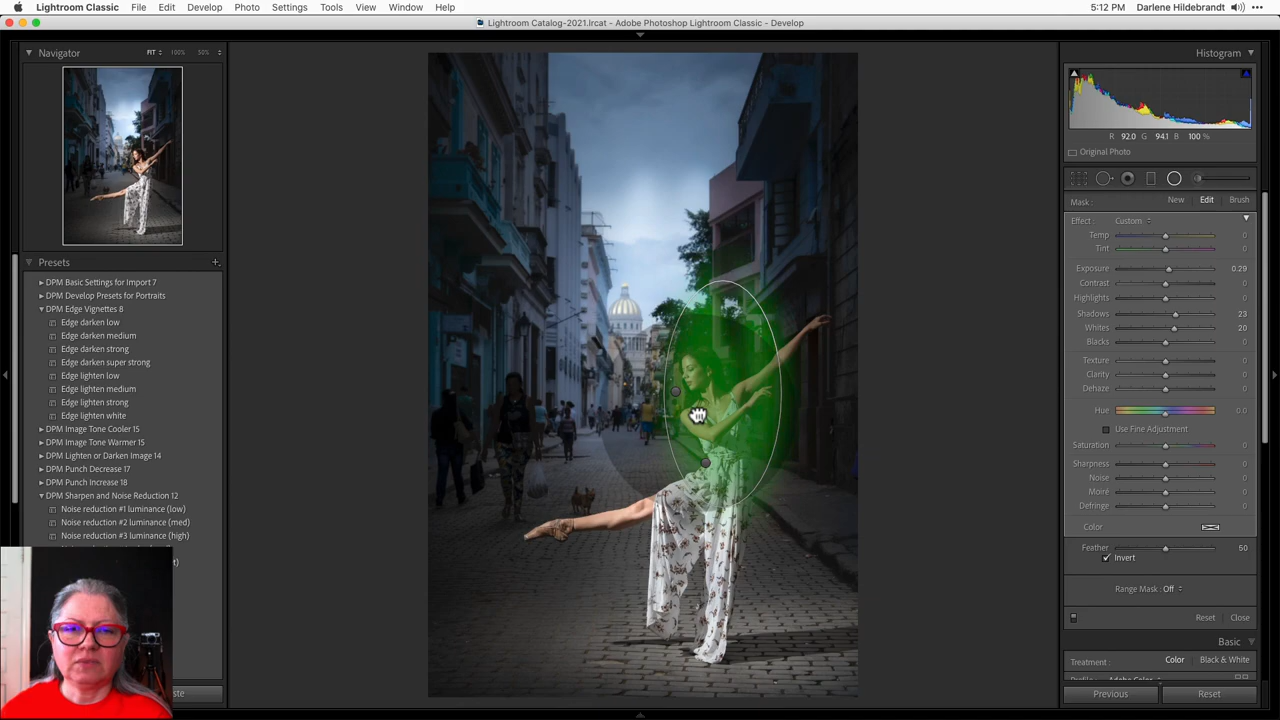 Lightroom Classic File Edit Develop Photo Settings Tools View Window Help 5:12 PM Darlene Hildebrandt
Lightroom Catalog-2021.lrcat - Adobe Photoshop Lightroom Classic - Develop
Navigator FIT 100% 50%
Histogram
R 92.0 G 94.1 B 100 %
Original Photo
Mask : New Edit Brush
Effect : Custom
Temp 0
Tint 0
Exposure 0.29
Contrast 0
Highlights 0
Shadows 23
Whites 20
Blacks 0
Texture 0
Clarity 0
Dehaze 0
Hue 0.0
Use Fine Adjustment
Saturation 0
Sharpness 0
Noise 0
Moiré 0
Defringe 0
Color
Feather 50
Invert
Range Mask : Off
Reset Close
Basic
Treatment : Color Black & White
Adobe Color
Previous Reset
Presets +
DPM Basic Settings for Import 7
DPM Develop Presets for Portraits
DPM Edge Vignettes 8
Edge darken low
Edge darken medium
Edge darken strong
Edge darken super strong
Edge lighten low
Edge lighten medium
Edge lighten strong
Edge lighten white
DPM Image Tone Cooler 15
DPM Image Tone Warmer 15
DPM Lighten or Darken Image 14
DPM Punch Decrease 17
DPM Punch Increase 18
DPM Sharpen and Noise Reduction 12
Noise reduction #1 luminance (low)
Noise reduction #2 luminance (med)
Noise reduction #3 luminance (high)